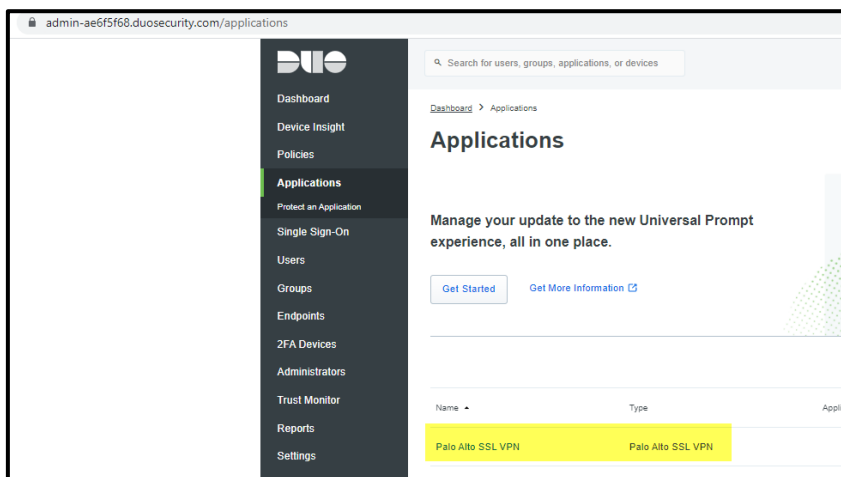 admin-ae6f5f68.duosecurity.com/applications
DUO
Search for users, groups, applications, or devices
Dashboard
Device Insight
Policies
Applications
Protect an Application
Single Sign-On
Users
Groups
Endpoints
2FA Devices
Administrators
Trust Monitor
Reports
Settings
Dashboard > Applications
Applications
Manage your update to the new Universal Prompt
experience, all in one place.
Get Started Get More Information
Name Type Appli
Palo Alto SSL VPN Palo Alto SSL VPN